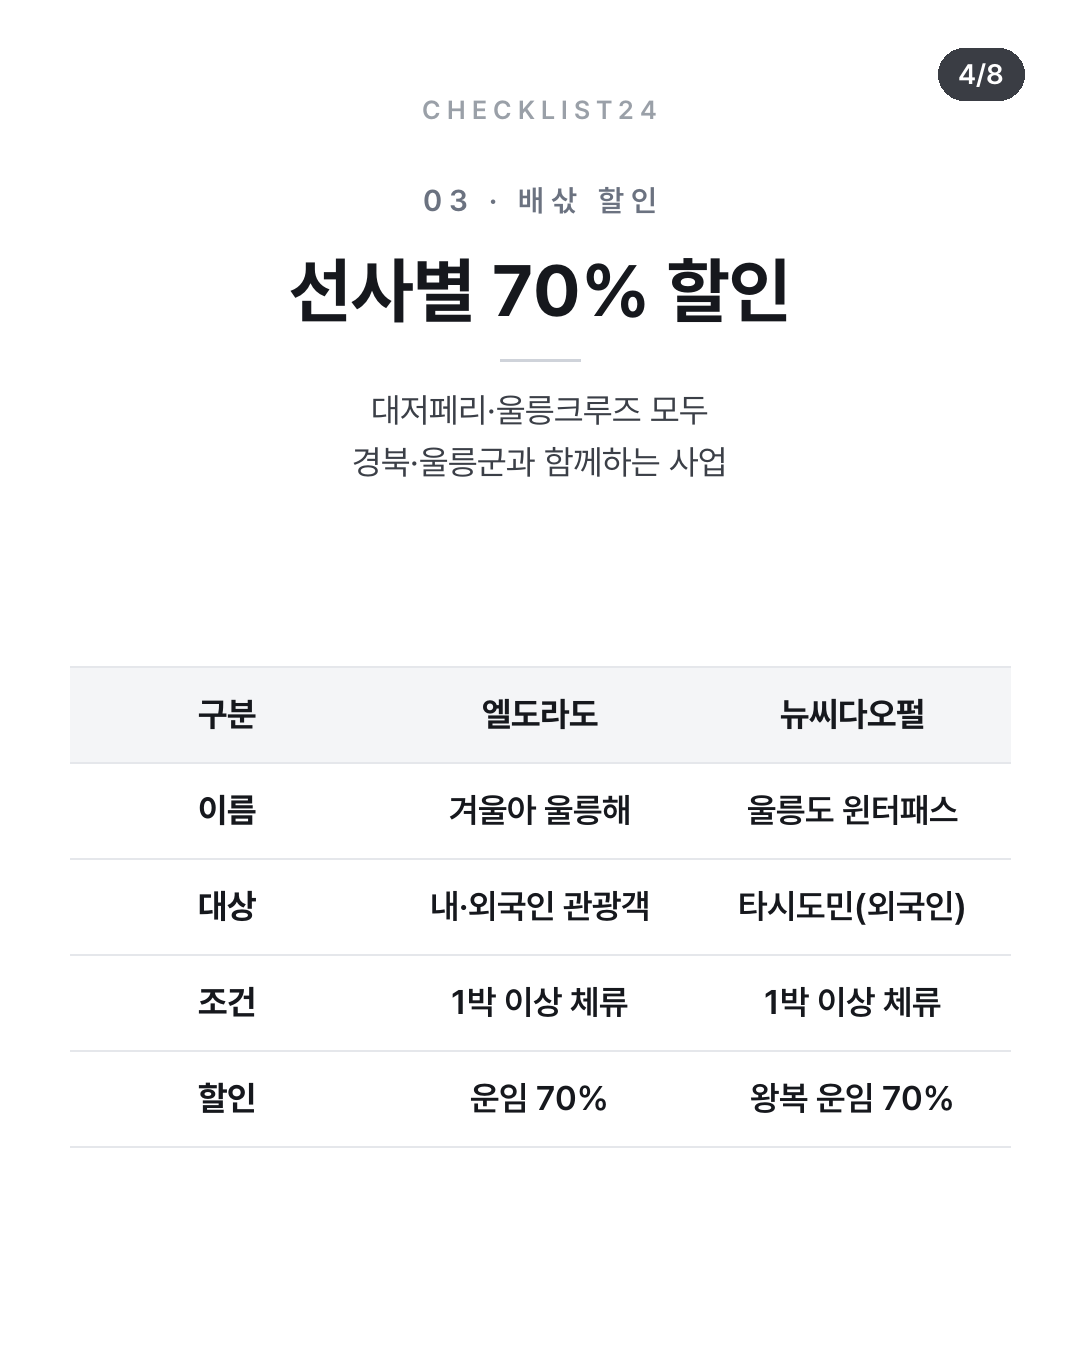 4/8
CHECKLIST24
03 · 배삯 할인
선사별 70% 할인
대저페리·울릉크루즈 모두
경북·울릉군과 함께하는 사업
구분 엘도라도 뉴씨다오펄
이름 겨울아 울릉해 울릉도 윈터패스
대상 내·외국인 관광객 타시도민(외국인)
조건 1박 이상 체류 1박 이상 체류
할인 운임 70% 왕복 운임 70%